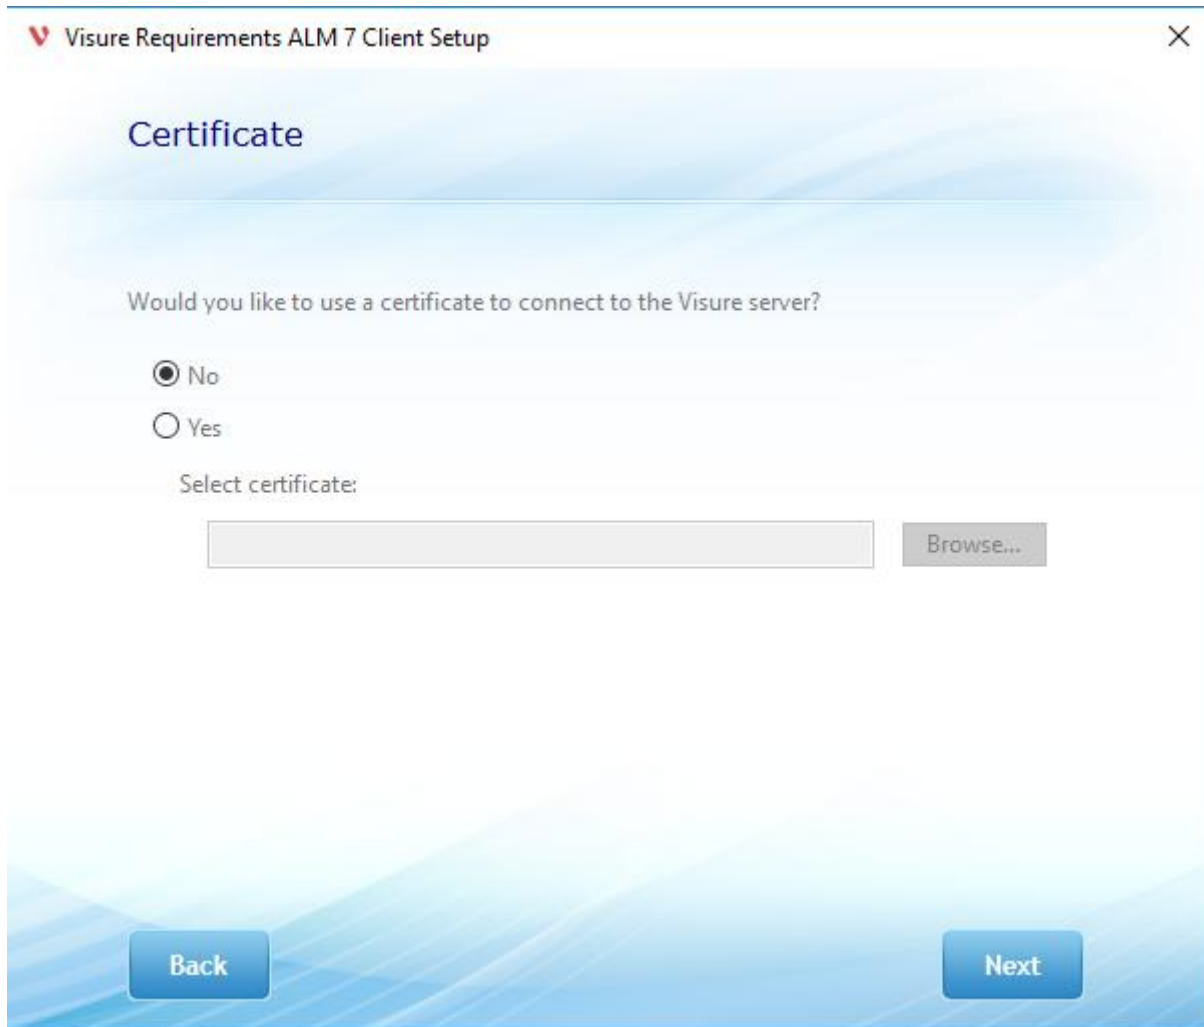 Visure Requirements ALM 7 Client Setup
Certificate
Would you like to use a certificate to connect to the Visure server?
No
Yes
Select certificate:
Browse...
Back
Next